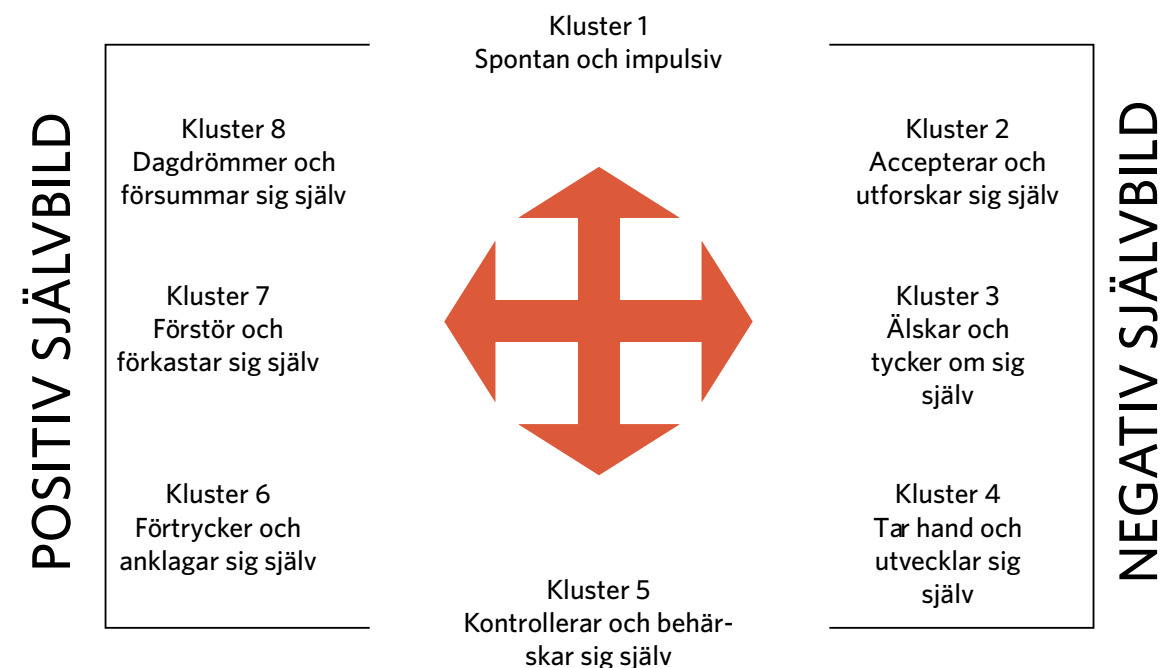 Kluster 1
Spontan och impulsiv
POSITIV SJÄLVBILD
Kluster 8
Dagdrömmer och
försummar sig själv
Kluster 7
Förstör och
förkastar sig själv
Kluster 6
Förtrycker och
anklagar sig själv
Kluster 2
Accepterar och
utforskar sig själv
Kluster 3
Älskar och
tycker om sig
själv
Kluster 4
Tar hand och
utvecklar sig
själv
NEGATIV SJÄLVBILD
Kluster 5
Kontrollerar och behär-
skar sig själv